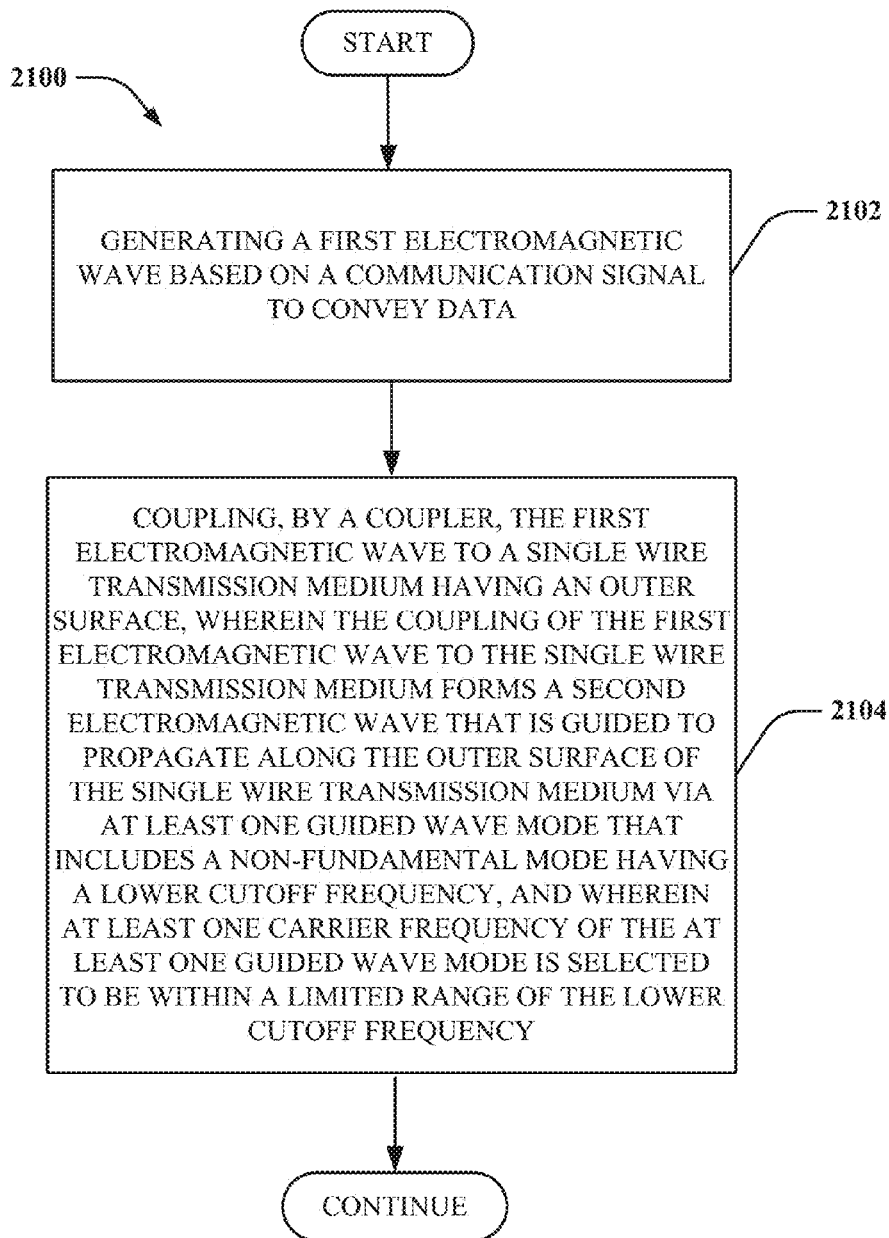 START
2100
GENERATING A FIRST ELECTROMAGNETIC
WAVE BASED ON A COMMUNICATION SIGNAL
TO CONVEY DATA
2102
COUPLING, BY A COUPLER, THE FIRST
ELECTROMAGNETIC WAVE TO A SINGLE WIRE
TRANSMISSION MEDIUM HAVING AN OUTER
SURFACE, WHEREIN THE COUPLING OF THE FIRST
ELECTROMAGNETIC WAVE TO THE SINGLE WIRE
TRANSMISSION MEDIUM FORMS A SECOND
ELECTROMAGNETIC WAVE THAT IS GUIDED TO
PROPAGATE ALONG THE OUTER SURFACE OF
THE SINGLE WIRE TRANSMISSION MEDIUM VIA
AT LEAST ONE GUIDED WAVE MODE THAT
INCLUDES A NON-FUNDAMENTAL MODE HAVING
A LOWER CUTOFF FREQUENCY, AND WHEREIN
AT LEAST ONE CARRIER FREQUENCY OF THE AT
LEAST ONE GUIDED WAVE MODE IS SELECTED
TO BE WITHIN A LIMITED RANGE OF THE LOWER
CUTOFF FREQUENCY
2104
CONTINUE